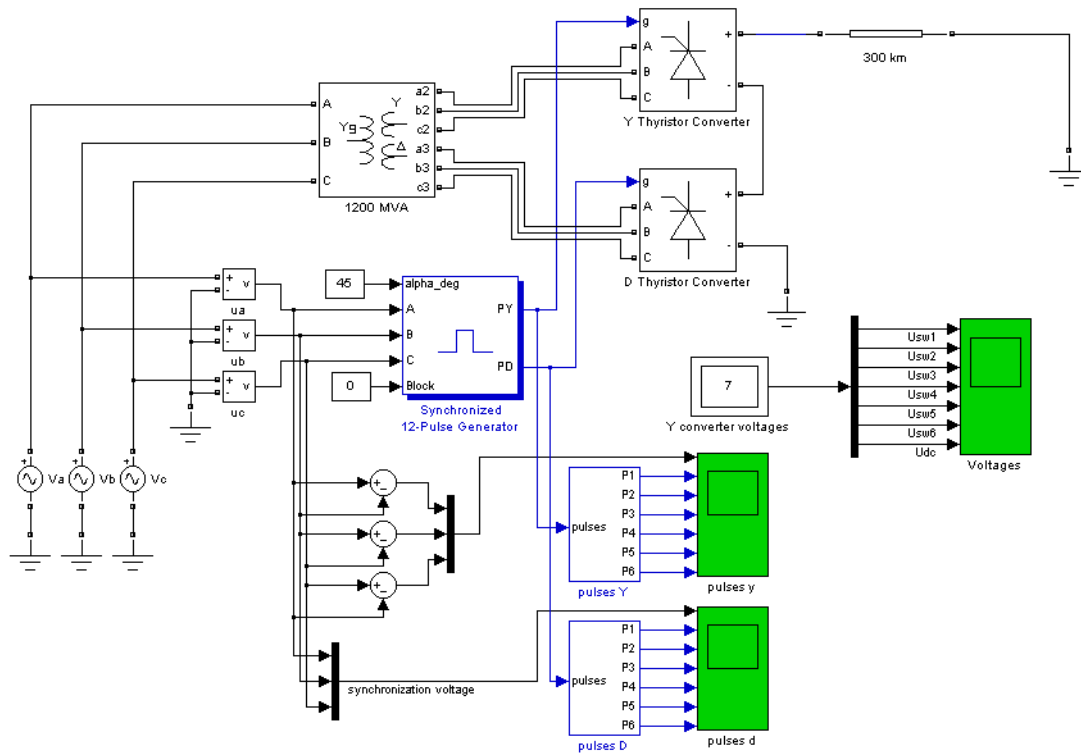 g
A
B
C
+
-
Y Thyristor Converter
300 km
A
B
C
Yg
Y
Δ
a2
b2
c2
a3
b3
c3
1200 MVA
g
A
B
C
+
-
D Thyristor Converter
+
-
v
ua
+
-
v
ub
+
-
v
uc
45
0
alpha_deg
A
B
C
Block
PY
PD
Synchronized
12-Pulse Generator
7
Y converter voltages
Usw1
Usw2
Usw3
Usw4
Usw5
Usw6
Udc
Voltages
+
Va
+
Vb
+
Vc
+
-
+
-
+
-
pulses
P1
P2
P3
P4
P5
P6
pulses Y
pulses y
synchronization voltage
pulses
P1
P2
P3
P4
P5
P6
pulses D
pulses d